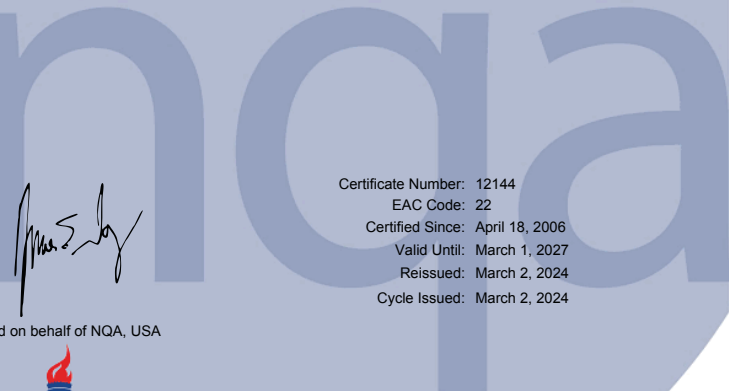 nqa
Certificate Number: 12144
EAC Code: 22
Certified Since: April 18, 2006
Valid Until: March 1, 2027
Reissued: March 2, 2024
Cycle Issued: March 2, 2024
on behalf of NQA, USA